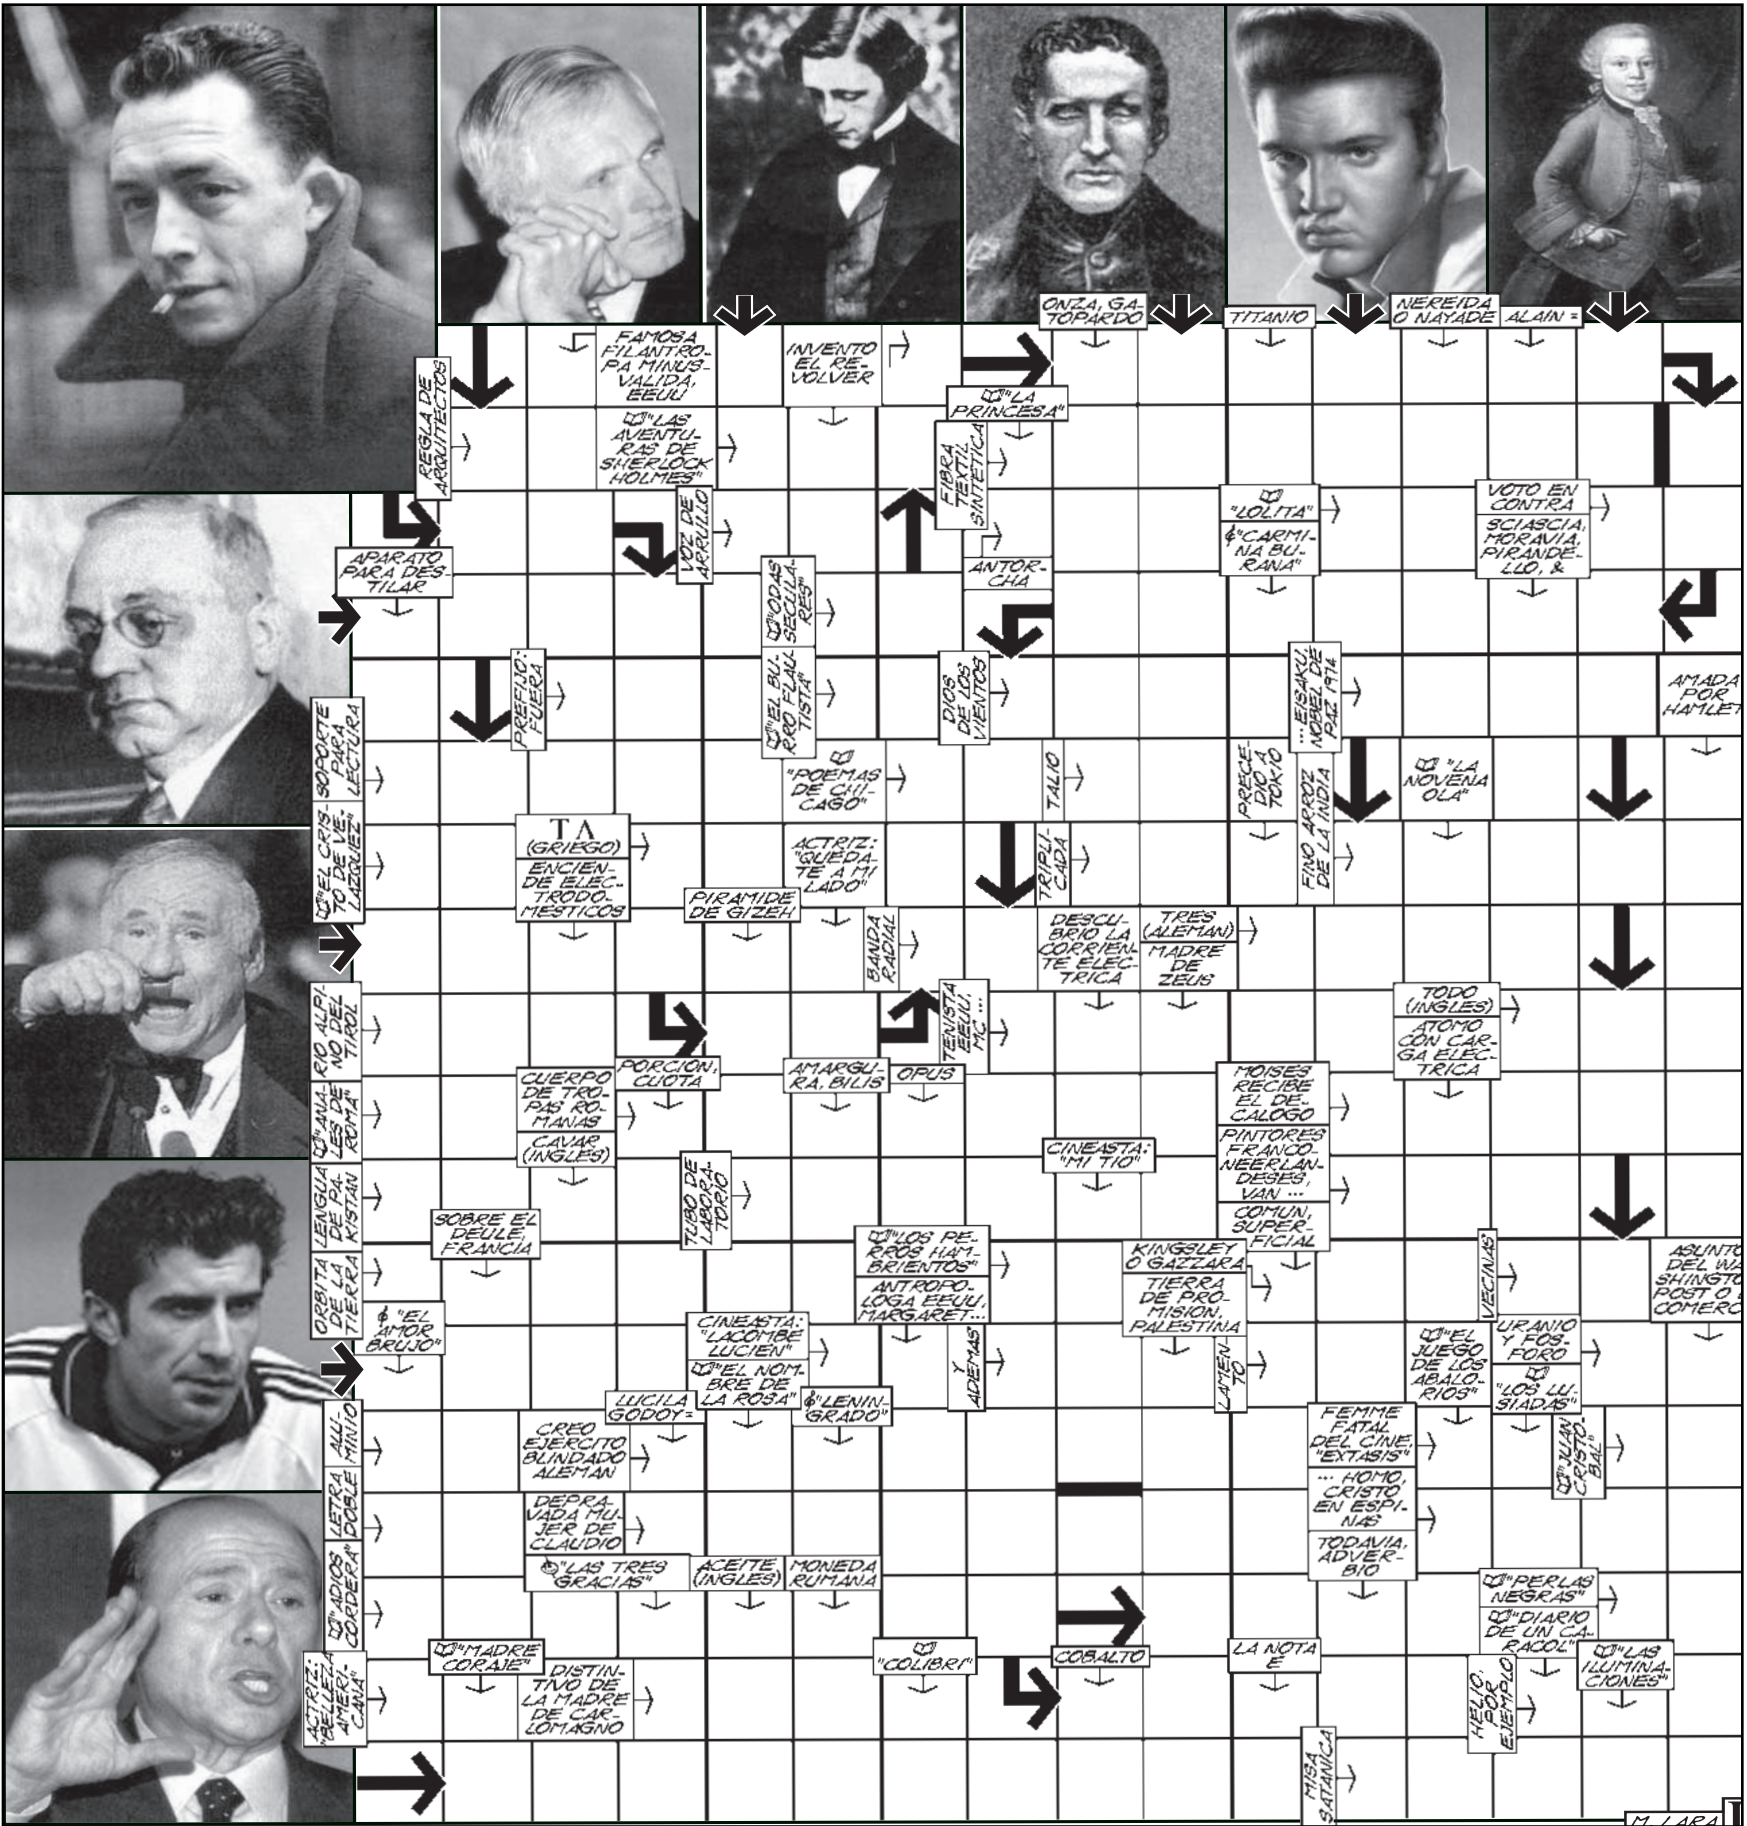 ONZA, GA-
TOPARDO
TITANIO
NEREIDA
O NAYADE
ALAIN =
REGLA DE
ARQUITECTOS
FAMOSA
FILANTRO-
PA MINUS-
VALIDA,
EEUU
INVENTO
EL RE-
VOLVER
"LA
PRINCESA"
"LAS
AVENTU-
RAS DE
SHERLOCK
HOLMES"
FIBRA
TEXTIL
SINTETICA
VOZ DE
ARRULLO
"LOLITA"
"CARMI-
NA BU-
RANA"
VOTO EN
CONTRA
SCIASCIA,
MORAVIA,
PIRANDE-
LLO, &
APARATO
PARA DES-
TILAR
ANTOR-
CHA
"ODAS
SECULA-
RES"
PREFIJO:
FUERA
"EL BU-
RRO FLAU-
TISTA"
DIOS
DE LOS
VIENTOS
... EISAKU,
NOBEL DE
PAZ 1974
AMADA
POR
HAMLET
SOPORTE
PARA
LECTURA
"POEMAS
DE CHI-
CAGO"
TALIO
PRECE-
DIO A
TOKIO
"LA
NOVENA
OLA"
"EL CRIS-
TO DE VE-
LAZQUEZ"
ΤΛ
(GRIEGO)
ENCIEN-
DE ELEC-
TRODO-
MESTICOS
ACTRIZ:
"QUEDA-
TE A MI
LADO"
TRIPLI-
CADA
FINO ARROZ
DE LA INDIA
PIRAMIDE
DE GIZEH
BANDA
RADIAL
DESCU-
BRIO LA
CORRIEN-
TE ELEC-
TRICA
TRES
(ALEMAN)
MADRE
DE
ZEUS
RIO ALPI-
NO DEL
TIROL
TENISTA
EEUU,
MC ...
TODO
(INGLES)
ATOMO
CON CAR-
GA ELEC-
TRICA
"ANA-
LES DE
ROMA"
CUERPO
DE TRO-
PAS RO-
MANAS
CAVAR
(INGLES)
PORCION,
CUOTA
AMARGU-
RA, BILIS
OPUS
MOISES
RECIBE
EL DE-
CALOGO
PINTORES
FRANCO-
NEERLAN-
DESES,
VAN ...
COMUN,
SUPER-
FICIAL
CINEASTA:
"MI TIO"
LENGUA
DE PA-
KISTAN
TUBO DE
LABORA-
TORIO
SOBRE EL
DEULE,
FRANCIA
"LOS PE-
RROS HAM-
BRIENTOS"
ANTROPO-
LOGA EEUU,
MARGARET...
KINGSLEY
O GAZZARA
TIERRA
DE PRO-
MISION,
PALESTINA
VECINAS
ASUNTO
DEL WA
SHINGTO
POST O
COMERC
ORBITA
DE LA
TIERRA
"EL
AMOR
BRUJO"
CINEASTA:
"LACOMBE
LUCIEN"
"EL NOM-
BRE DE
LA ROSA"
Y
ADEMAS
LAMEN-
TO
"EL
JUEGO
DE LOS
ABALO-
RIOS"
URANIO
Y FOS-
FORO
"LOS LU-
SIADAS"
LUCILA
GODOY=
"LENIN-
GRADO"
ALU-
MINIO
CREO
EJERCITO
BLINDADO
ALEMAN
FEMME
FATAL
DEL CINE,
"EXTASIS"
... HOMO,
CRISTO
EN ESPI-
NAS
TODAVIA,
ADVER-
BIO
"JUAN
CRISTO-
BAL"
LETRA
DOBLE
DEPRA-
VADA MU-
JER DE
CLAUDIO
"LAS TRES
GRACIAS"
ACEITE
(INGLES)
MONEDA
RUMANA
"ADIOS
CORDERA"
"PERLAS
NEGRAS"
"DIARIO
DE UN CA-
RACOL"
"LAS
ILUMINA-
CIONES"
ACTRIZ:
"BELLEZA
AMERI-
CANA"
"MADRE
CORAJE"
DISTIN-
TIVO DE
LA MADRE
DE CAR-
LOMAGNO
"COLIBRI"
COBALTO
LA NOTA
E
HELIO,
POR
EJEMPLO
MISA
SATANICA
M. LARA